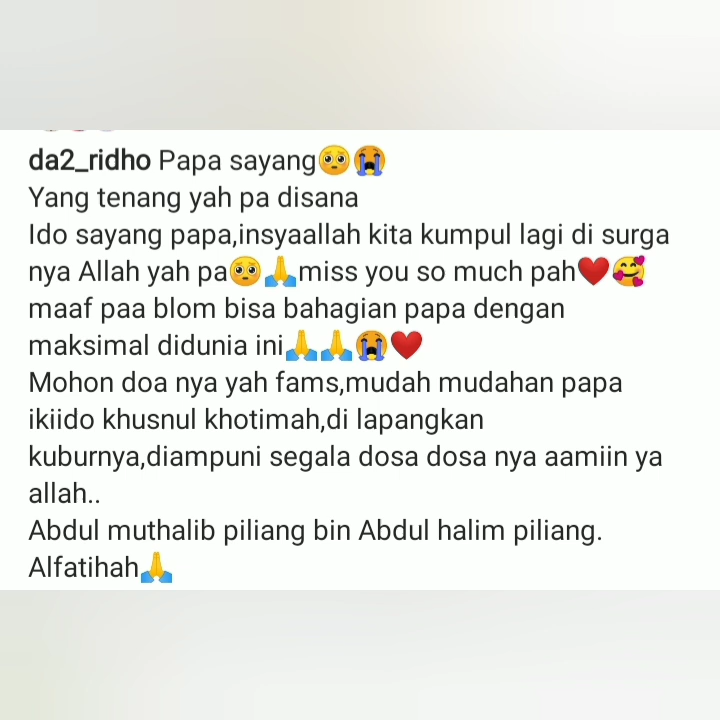 da2_ridho Papa sayang🥺😭
Yang tenang yah pa disana
Ido sayang papa,insyaallah kita kumpul lagi di surga
nya Allah yah pa🥺🙏miss you so much pah❤️🥰
maaf paa blom bisa bahagian papa dengan
maksimal didunia ini🙏🙏😭❤️
Mohon doa nya yah fams,mudah mudahan papa
ikiido khusnul khotimah,di lapangkan
kuburnya,diampuni segala dosa dosa nya aamiin ya
allah..
Abdul muthalib piliang bin Abdul halim piliang.
Alfatihah🙏